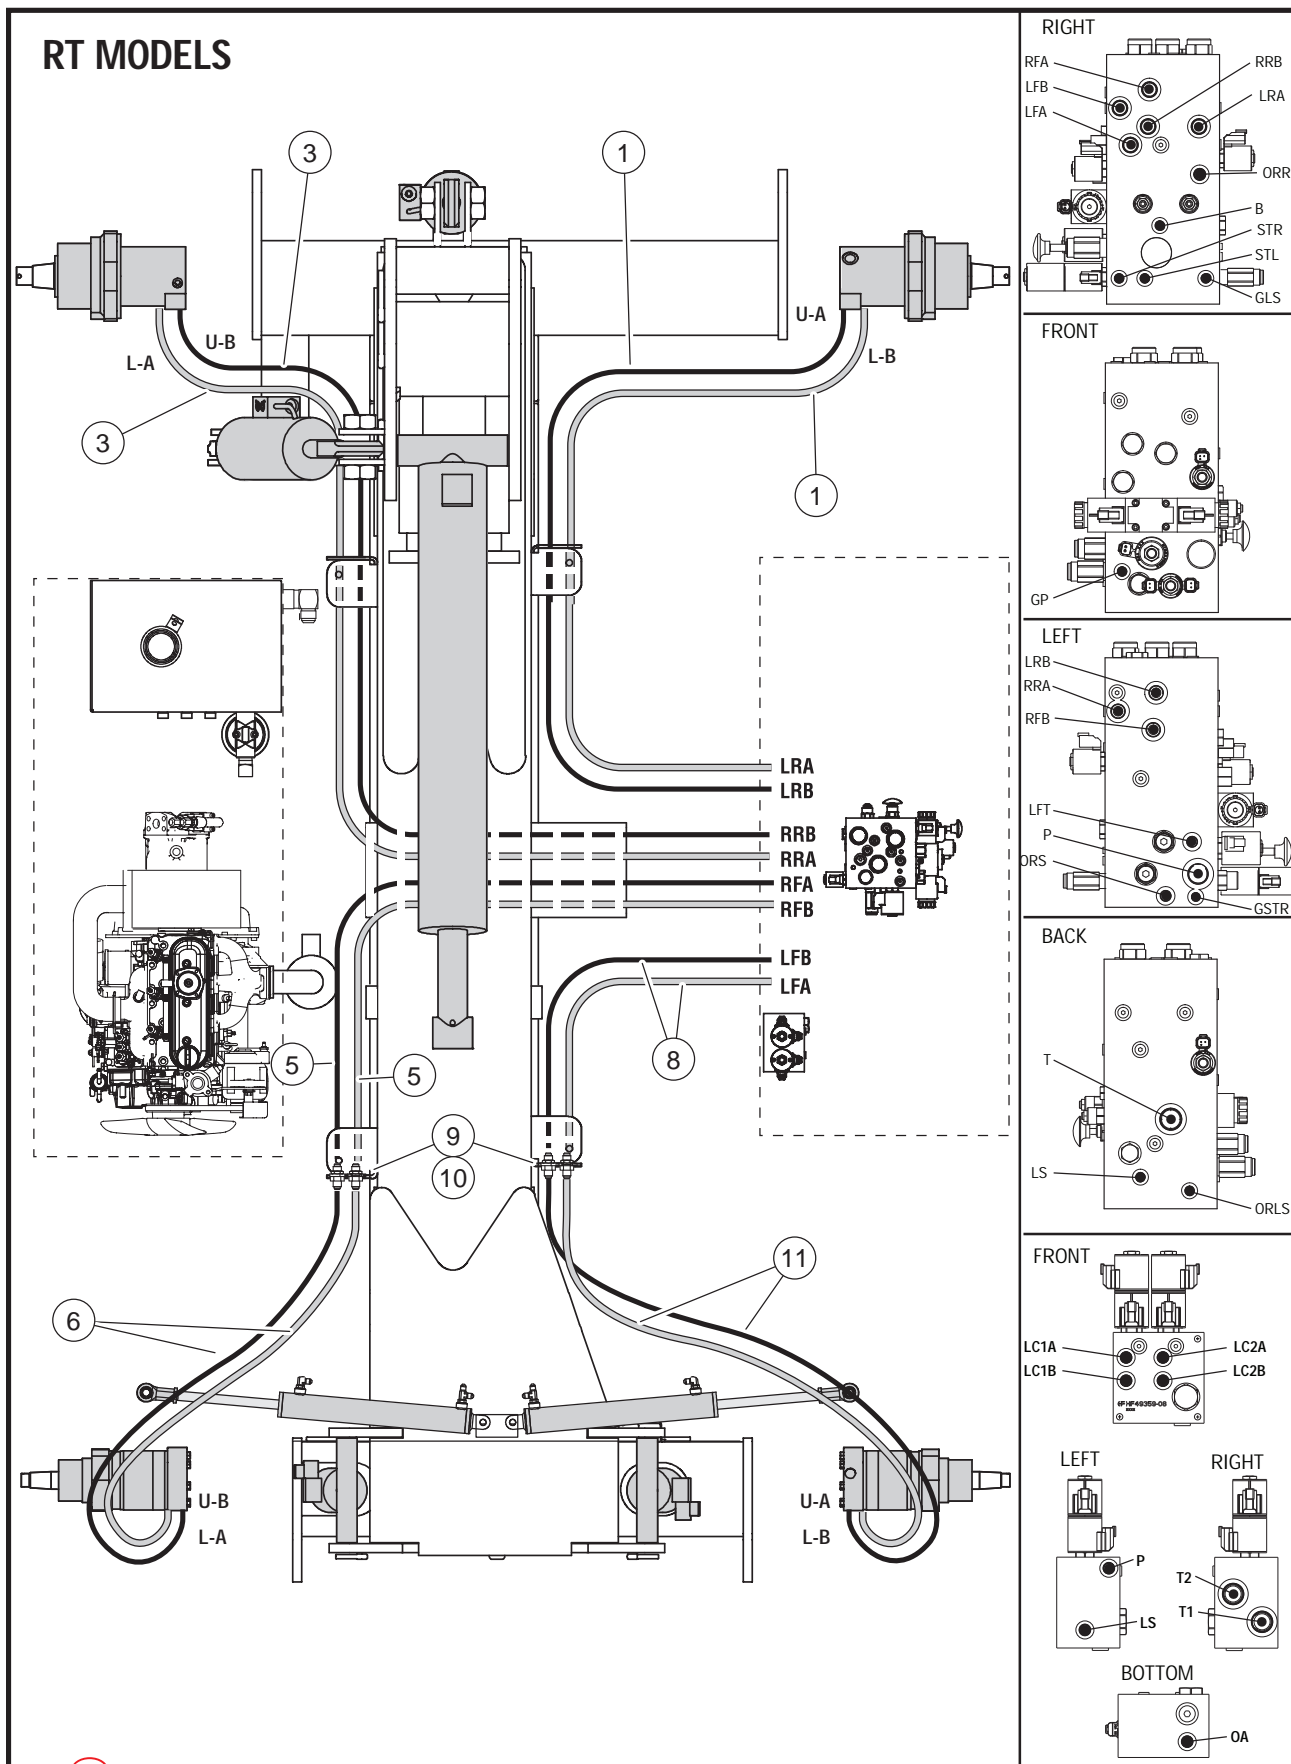 RT MODELS
3
1
U-B
L-A
U-A
L-B
3
1
LRA
LRB
RRB
RRA
RFA
RFB
LFB
LFA
8
5
5
9
10
11
6
U-B
L-A
U-A
L-B
RIGHT
RFA
RRB
LFB
LRA
LFA
ORR
B
STR
STL
GLS
FRONT
GP
LEFT
LRB
RRA
RFB
LFT
P
ORS
GSTR
BACK
T
LS
ORLS
FRONT
LC1A
LC2A
LC1B
LC2B
LEFT
RIGHT
P
T2
T1
LS
BOTTOM
OA